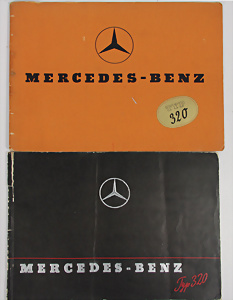 MERCEDES-BENZ
TYP
320
MERCEDES-BENZ
Typ 320